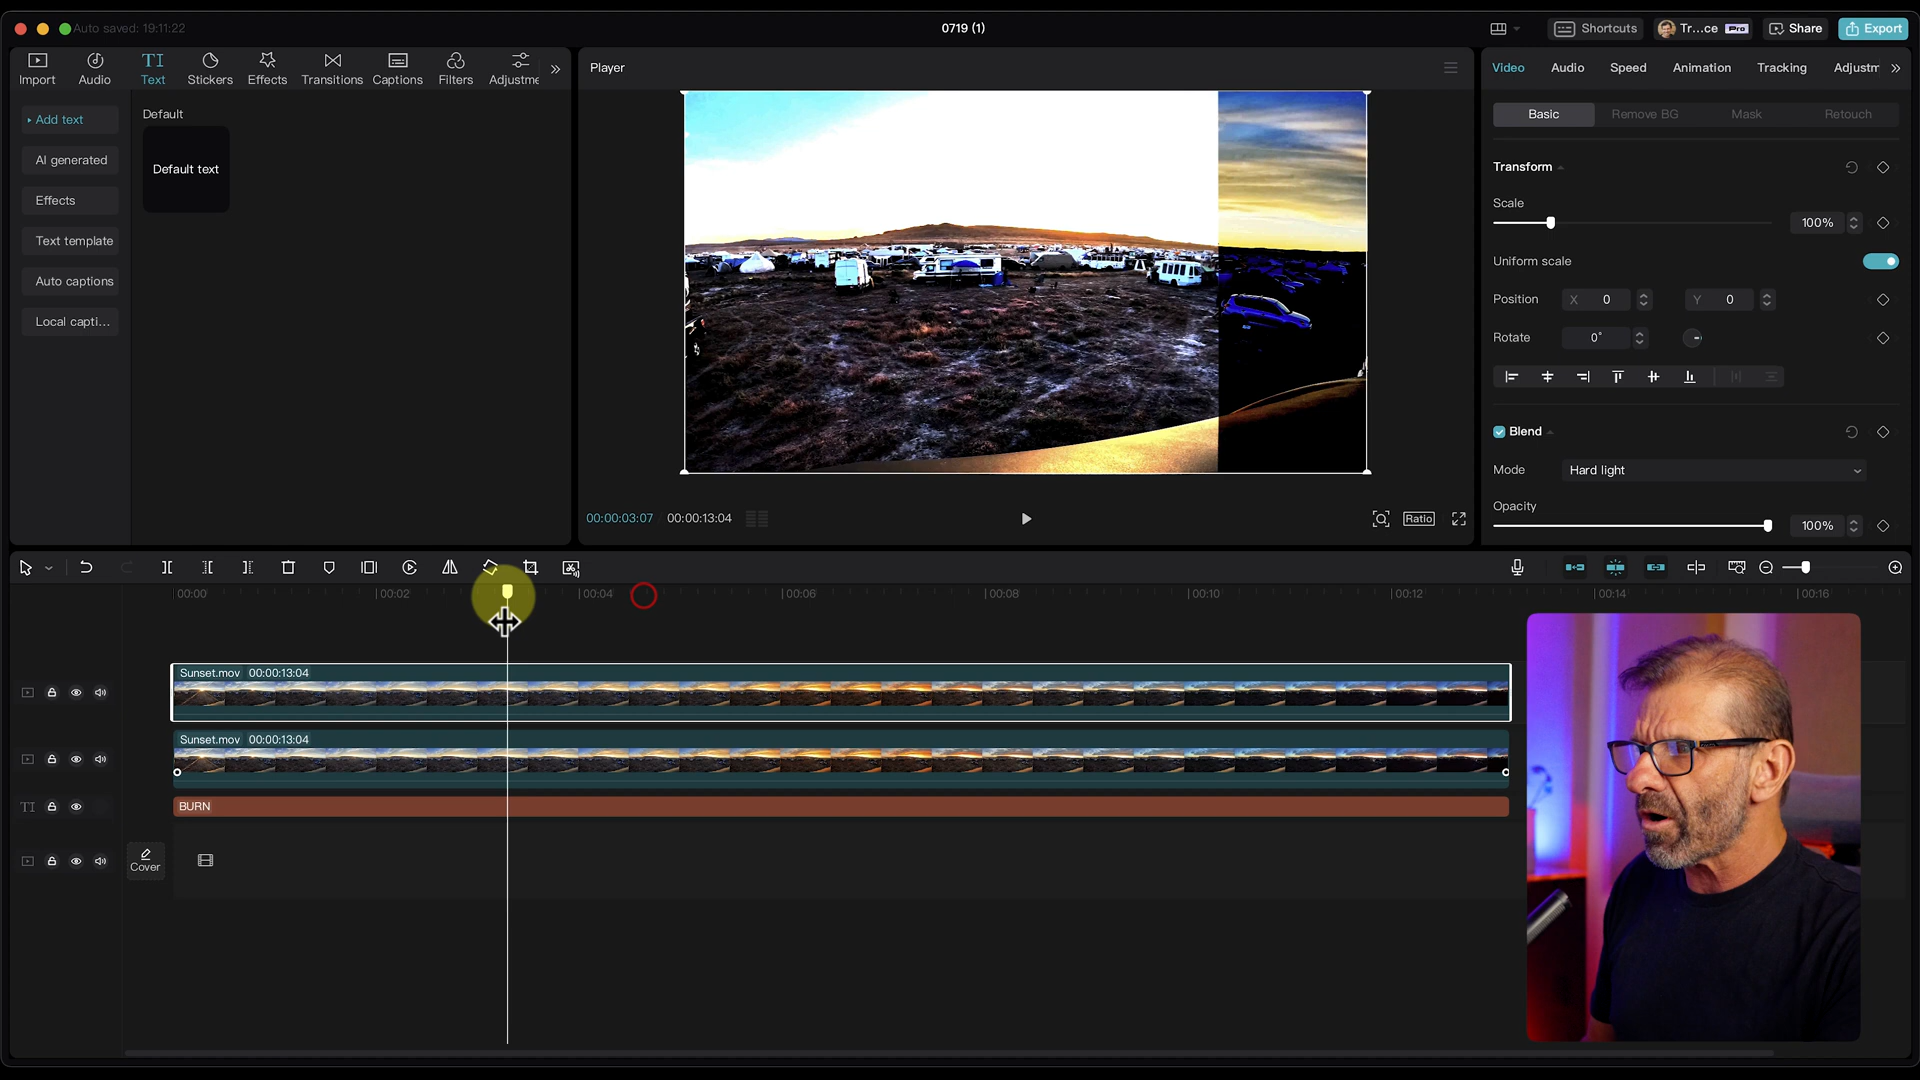 Auto saved: 19:11:22
0719 (1)
Shortcuts
Tr...ce
Pro
Share
Export
Import
Audio
TI
Text
Stickers
Effects
Transitions
Captions
Filters
Adjustme
Player
Video
Audio
Speed
Animation
Tracking
Adjustm
Add text
AI generated
Effects
Text template
Auto captions
Local capti...
Default
Default text
Basic
Remove BG
Mask
Retouch
Transform
Scale
100%
Uniform scale
Position
X 0
Y 0
Rotate
0°
Blend
Mode
Hard light
Opacity
100%
00:00:03:07
00:00:13:04
Ratio
00:00
00:02
00:04
00:06
00:08
00:10
00:12
00:14
00:16
Sunset.mov 00:00:13:04
Sunset.mov 00:00:13:04
TI
BURN
Cover